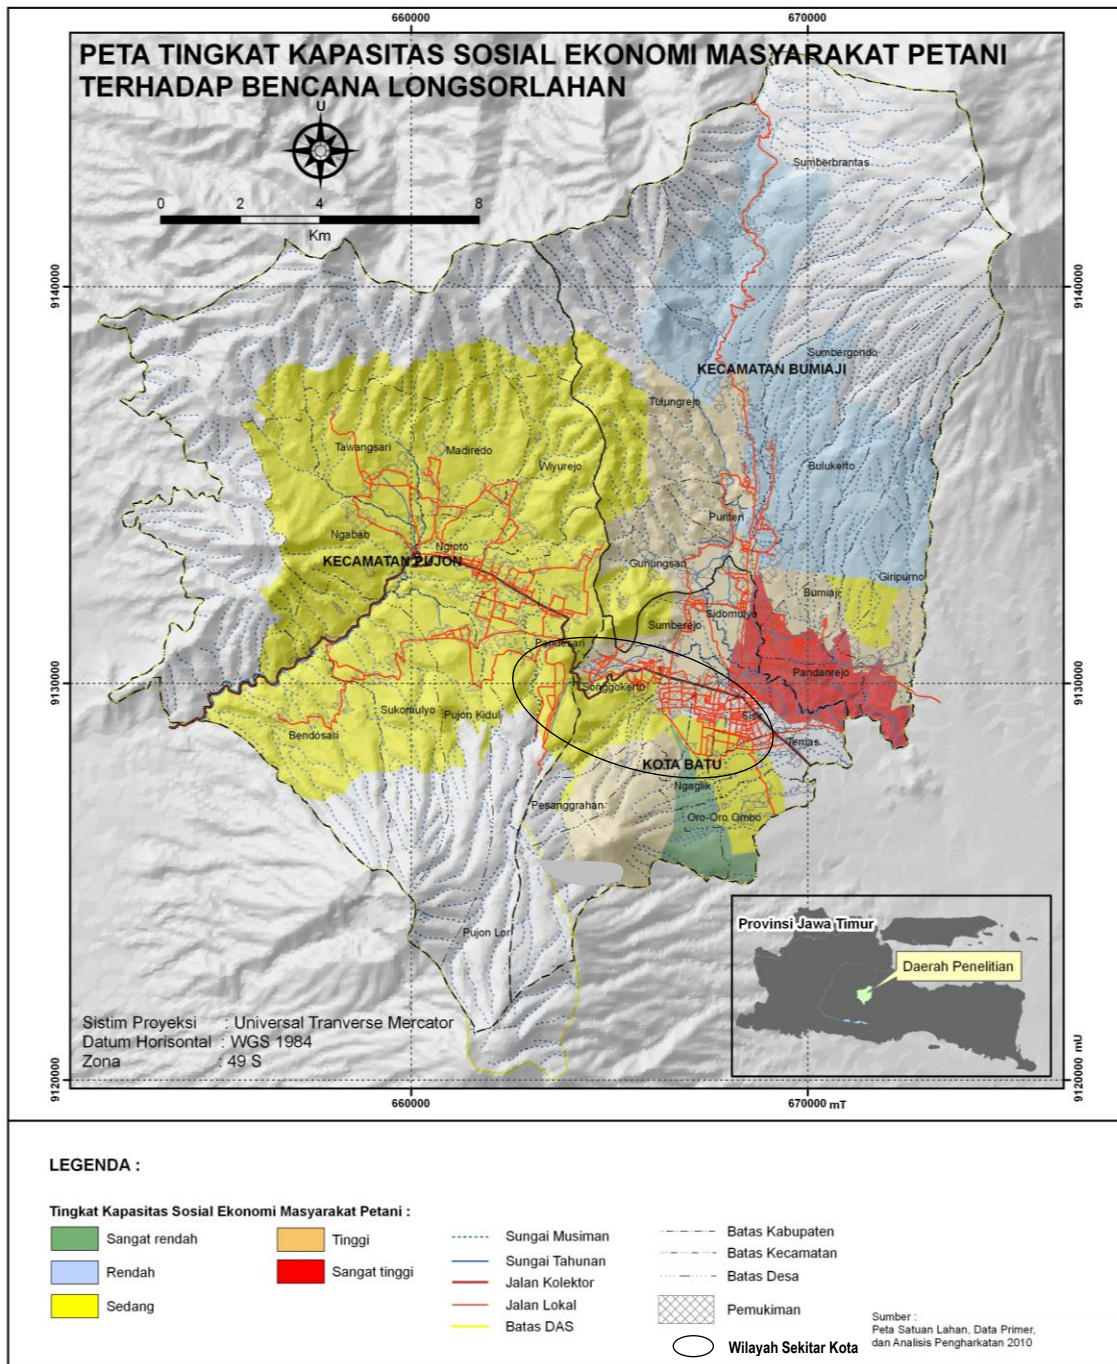 660000
670000
PETA TINGKAT KAPASITAS SOSIAL EKONOMI MASYARAKAT PETANI
TERHADAP BENCANA LONGSORLAHAN
U
0 2 4 8
Km
Sumberbrantas
9140000
9140000
Sumbergondo
KECAMATAN BUMIAJI
Tulungrejo
Tawangsari
Madiredo
Wiyurejo
Bulukerto
Punten
Ngabab
Ngroto
KECAMATAN PUJON
Gunungsari
Giripurno
Bumiaji
Sidomulyo
Sumberejo
Pandesari
Pandanrejo
9130000
9130000
Songgokerto
Sukomulyo
Pujon Kidul
Sisir
Bendosari
Temas
KOTA BATU
Ngaglik
Pesanggrahan
Oro-Oro Ombo
Pujon Lor
Provinsi Jawa Timur
Daerah Penelitian
Sistim Proyeksi : Universal Tranverse Mercator
Datum Horisontal : WGS 1984
Zona : 49 S
9120000
9120000 mU
660000
670000 mT
LEGENDA :
Tingkat Kapasitas Sosial Ekonomi Masyarakat Petani :
Sangat rendah
Rendah
Sedang
Tinggi
Sangat tinggi
Sungai Musiman
Sungai Tahunan
Jalan Kolektor
Jalan Lokal
Batas DAS
Batas Kabupaten
Batas Kecamatan
Batas Desa
Pemukiman
Wilayah Sekitar Kota
Sumber :
Peta Satuan Lahan, Data Primer,
dan Analisis Pengharkatan 2010